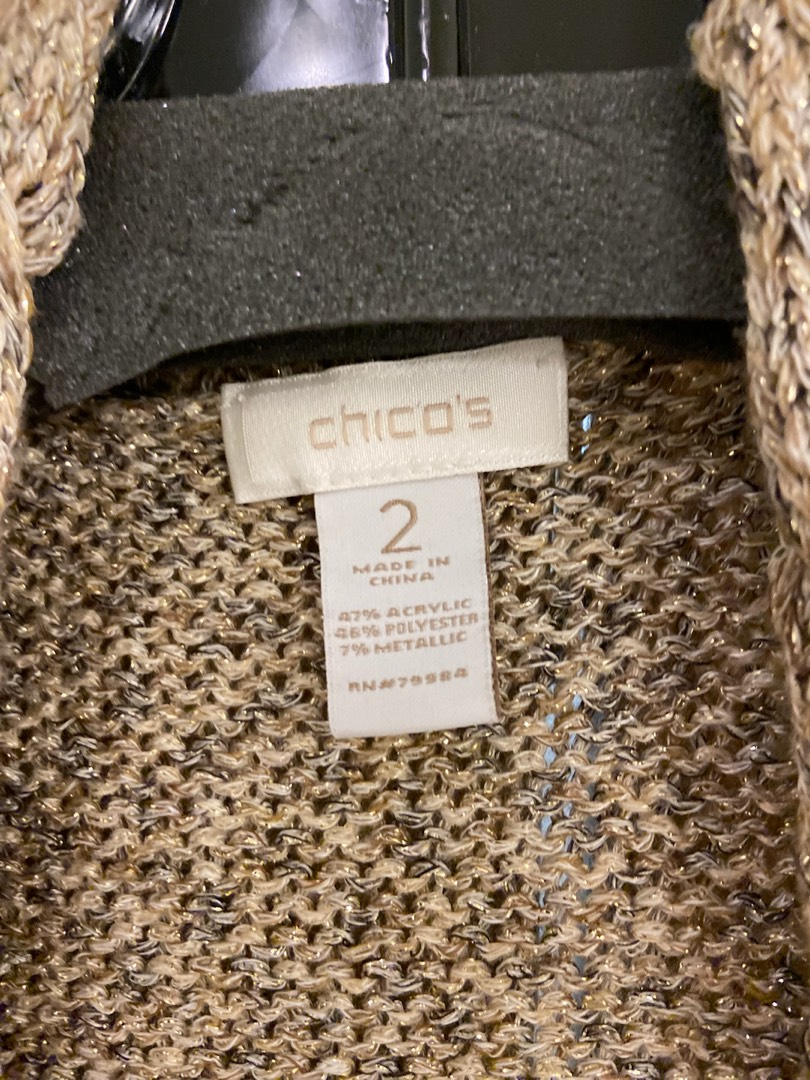 chico's
2
MADE IN
CHINA
47% ACRYLIC
46% POLYESTER
7% METALLIC
RN#79984